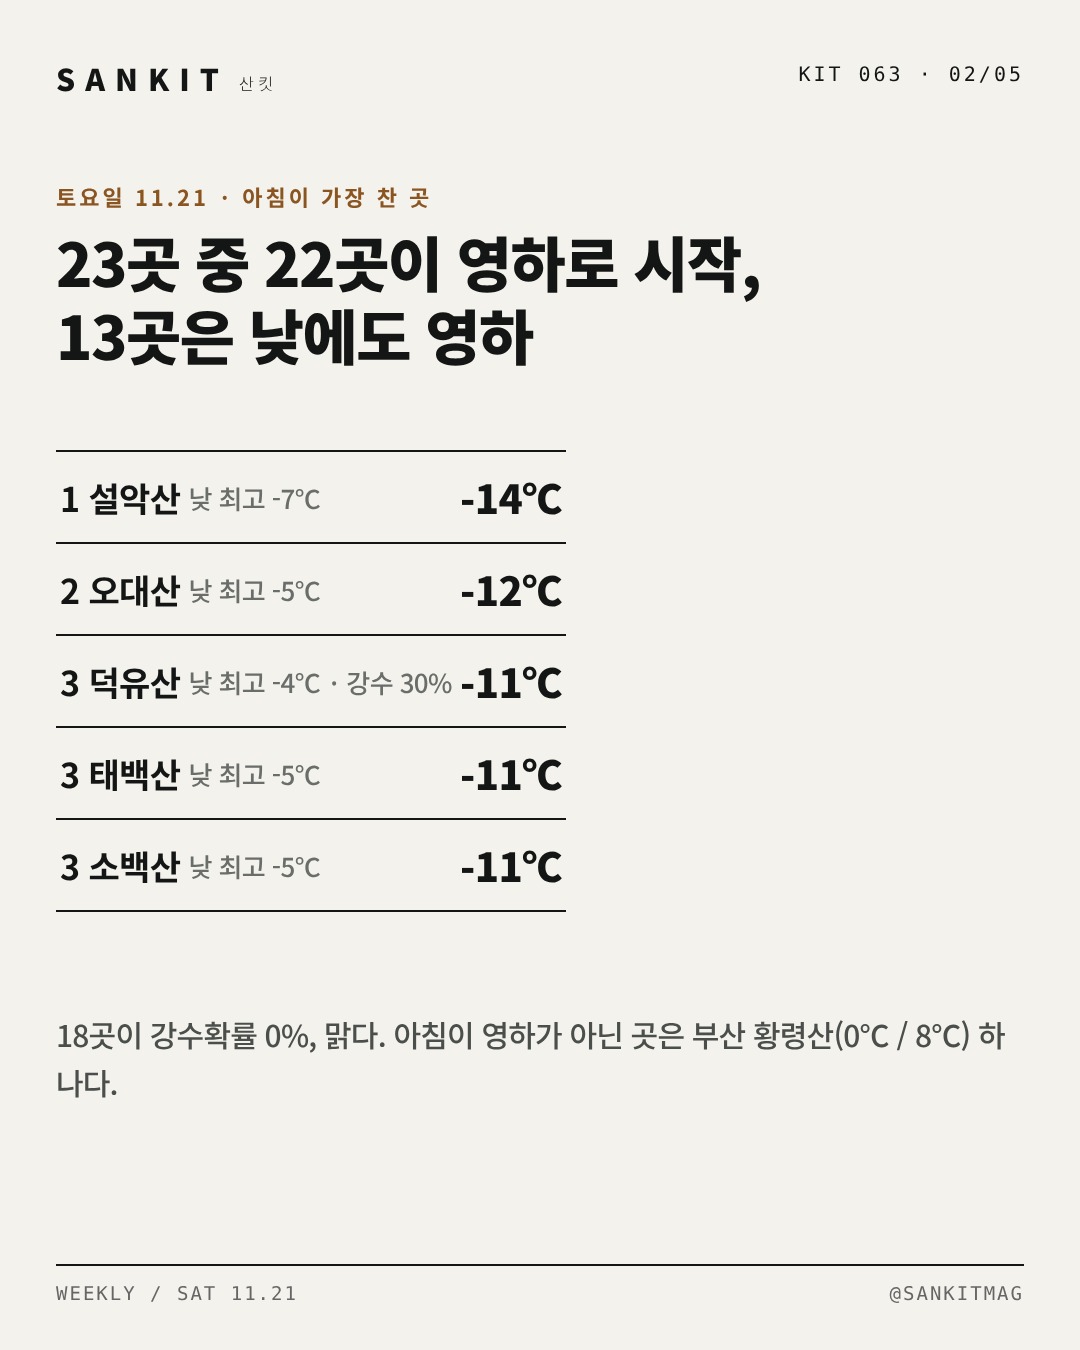 SANKIT 산킷
KIT 063 · 02/05
토요일 11.21 · 아침이 가장 찬 곳
23곳 중 22곳이 영하로 시작,
13곳은 낮에도 영하
1 설악산 낮 최고 -7°C -14°C
2 오대산 낮 최고 -5°C -12°C
3 덕유산 낮 최고 -4°C · 강수 30% -11°C
3 태백산 낮 최고 -5°C -11°C
3 소백산 낮 최고 -5°C -11°C
18곳이 강수확률 0%, 맑다. 아침이 영하가 아닌 곳은 부산 황령산(0°C / 8°C) 하
나다.
WEEKLY / SAT 11.21
@SANKITMAG